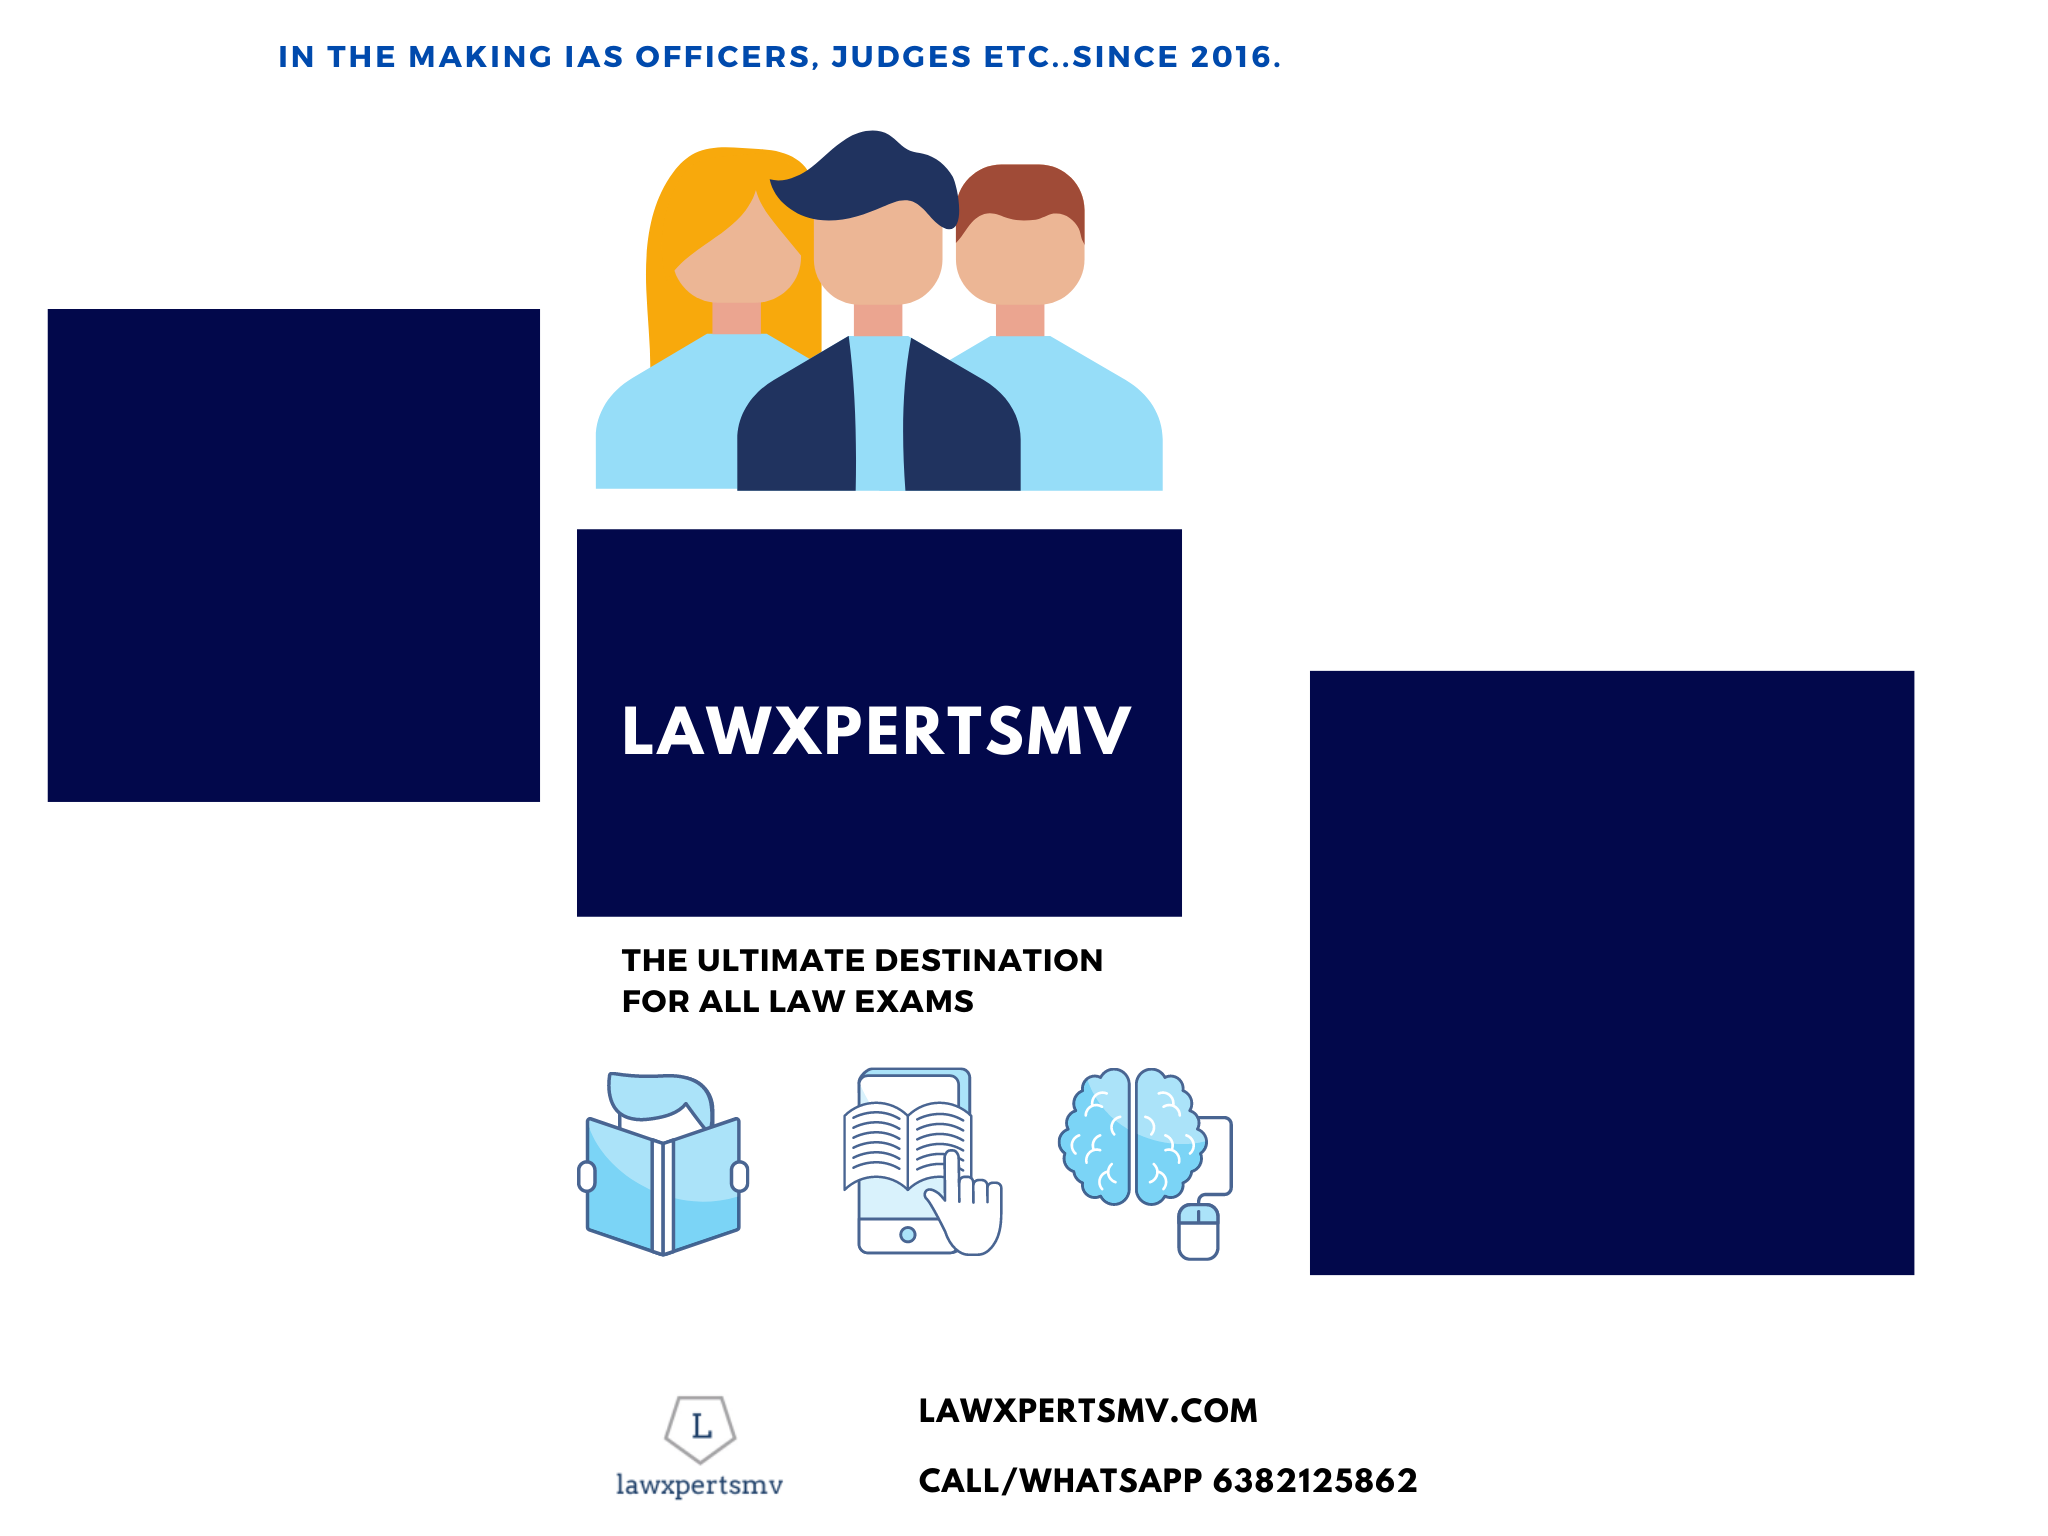 IN THE MAKING IAS OFFICERS, JUDGES ETC..SINCE 2016.
LAWXPERTSMV
THE ULTIMATE DESTINATION
FOR ALL LAW EXAMS
L
lawxpertsmv
LAWXPERTSMV.COM
CALL/WHATSAPP 6382125862